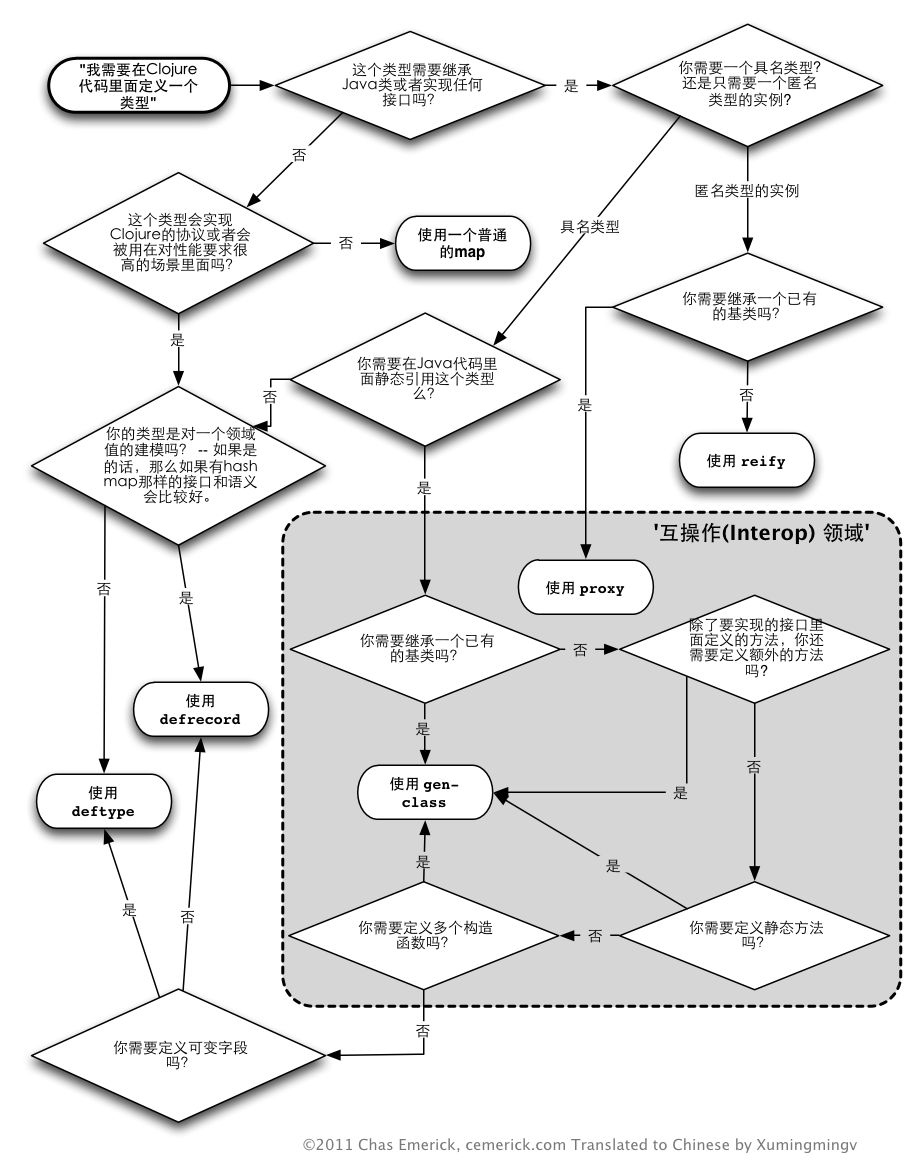 "我需要在Clojure
代码里面定义一个
类型"
这个类型需要继承
Java类或者实现任何
接口吗?
是
你需要一个具名类型?
还是只需要一个匿名
类型的实例?
否
匿名类型的实例
具名类型
这个类型会实现
Clojure的协议或者会
被用在对性能要求很
高的场景里面吗?
否
使用一个普通
的map
你需要继承一个已有
的基类吗?
是
你需要在Java代码里
面静态引用这个类型
么?
否
是
否
使用 reify
你的类型是对一个领域
值的建模吗? -- 如果是
的话，那么如果有hash
map那样的接口和语义
会比较好。
是
'互操作(Interop) 领域'
否
是
使用 proxy
你需要继承一个已有
的基类吗?
否
除了要实现的接口里
面定义的方法，你还
需要定义额外的方法
吗?
使用
defrecord
是
否
使用 gen-
class
是
使用
deftype
是
是
你需要定义多个构造
函数吗?
否
你需要定义静态方法
吗?
是
否
否
你需要定义可变字段
吗?
©2011 Chas Emerick, cemerick.com Translated to Chinese by Xumingmingv